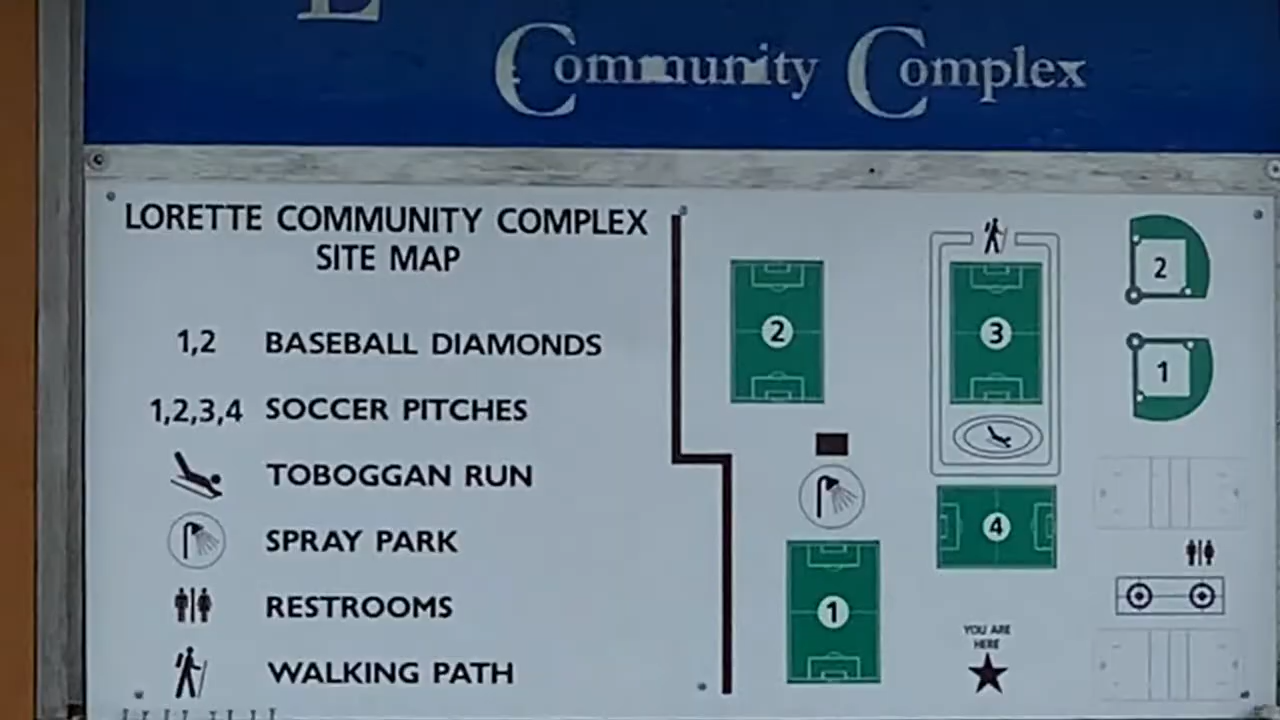 Community Complex
LORETTE COMMUNITY COMPLEX
SITE MAP
1,2 BASEBALL DIAMONDS
1,2,3,4 SOCCER PITCHES
TOBOGGAN RUN
SPRAY PARK
RESTROOMS
WALKING PATH
2
3
2
1
4
1
YOU ARE
HERE